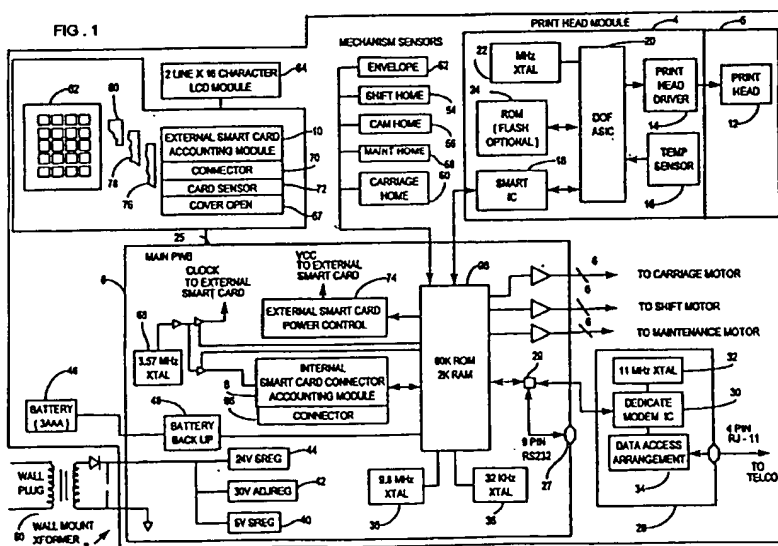 FIG. 1
MECHANISM SENSORS
PRINT HEAD MODULE
4
5
2 LINE X 16 CHARACTER
LCD MODULE
64
62
80
78
76
EXTERNAL SMART CARD
ACCOUNTING MODULE
10
CONNECTOR
70
CARD SENSOR
72
COVER OPEN
67
ENVELOPE
52
SHIFT HOME
54
CAM HOME
56
MAINT HOME
58
CARRIAGE HOME
60
22
MHz
XTAL
20
24
ROM
(FLASH
OPTIONAL)
18
SMART
IC
DOF
ASIC
PRINT
HEAD
DRIVER
14
TEMP
SENSOR
16
PRINT
HEAD
12
25
6
MAIN PWB
CLOCK
TO EXTERNAL
SMART CARD
VCC
TO EXTERNAL
SMART CARD
74
EXTERNAL SMART CARD
POWER CONTROL
3.57 MHz
XTAL
INTERNAL
SMART CARD CONNECTOR
ACCOUNTING MODULE
8
CONNECTOR
60K ROM
2K RAM
6
TO CARRIAGE MOTOR
6
TO SHIFT MOTOR
6
TO MAINTENANCE MOTOR
29
9 PIN
RS232
27
11 MHz XTAL
32
DEDICATE
MODEM IC
30
DATA ACCESS
ARRANGEMENT
34
4 PIN
RJ-11
TO
TELCO
BATTERY
(3AAA)
46
BATTERY
BACK UP
48
24V SREG
44
30V ADJREG
42
5V SREG
40
XTAL
32 KHz
XTAL
WALL
PLUG
WALL MOUNT
XFORMER